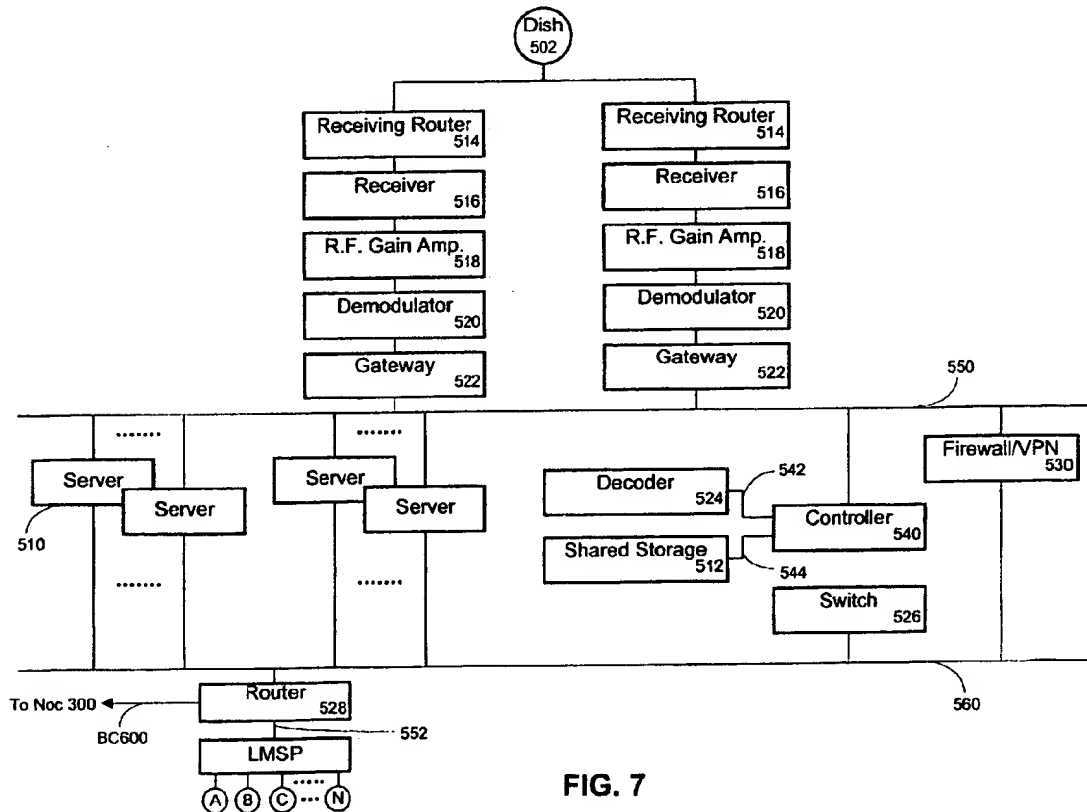 Dish
502
Receiving Router
514
Receiving Router
514
Receiver
516
Receiver
516
R.F. Gain Amp.
518
R.F. Gain Amp.
518
Demodulator
520
Demodulator
520
Gateway
522
Gateway
522
550
.......
.......
Firewall/VPN
530
Server
Server
Server
Server
510
Decoder
524
542
Controller
540
Shared Storage
512
544
Switch
526
.......
.......
560
To Noc 300
BC600
Router
528
552
LMSP
A B C ... N
FIG. 7